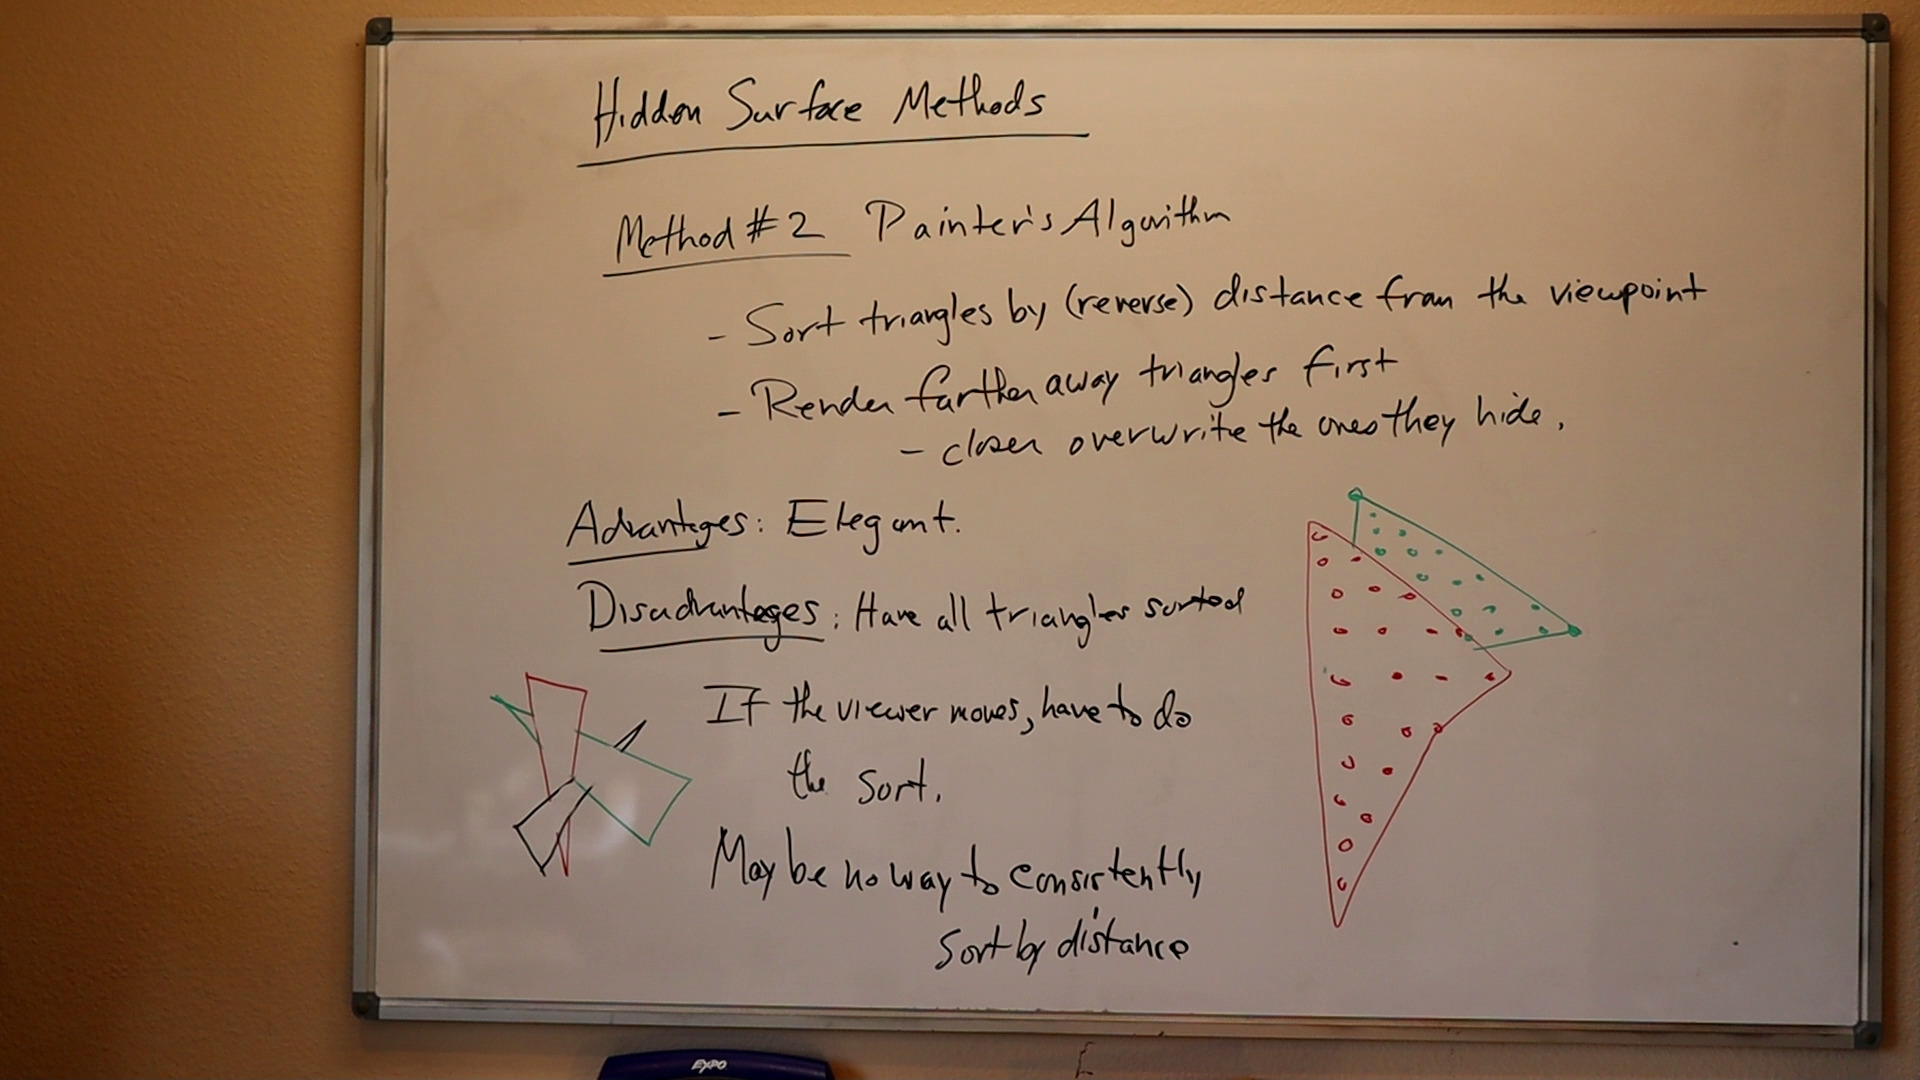 Hidden Surface Methods
Method #2 Painter's Algorithm
- Sort triangles by (reverse) distance from the viewpoint
- Render farther away triangles first
- closer overwrite the ones they hide.
Advantages: Elegant.
Disadvantages: Have all triangles sorted
If the viewer moves, have to do
the sort.
May be no way to consistently
sort by distance
EXPO